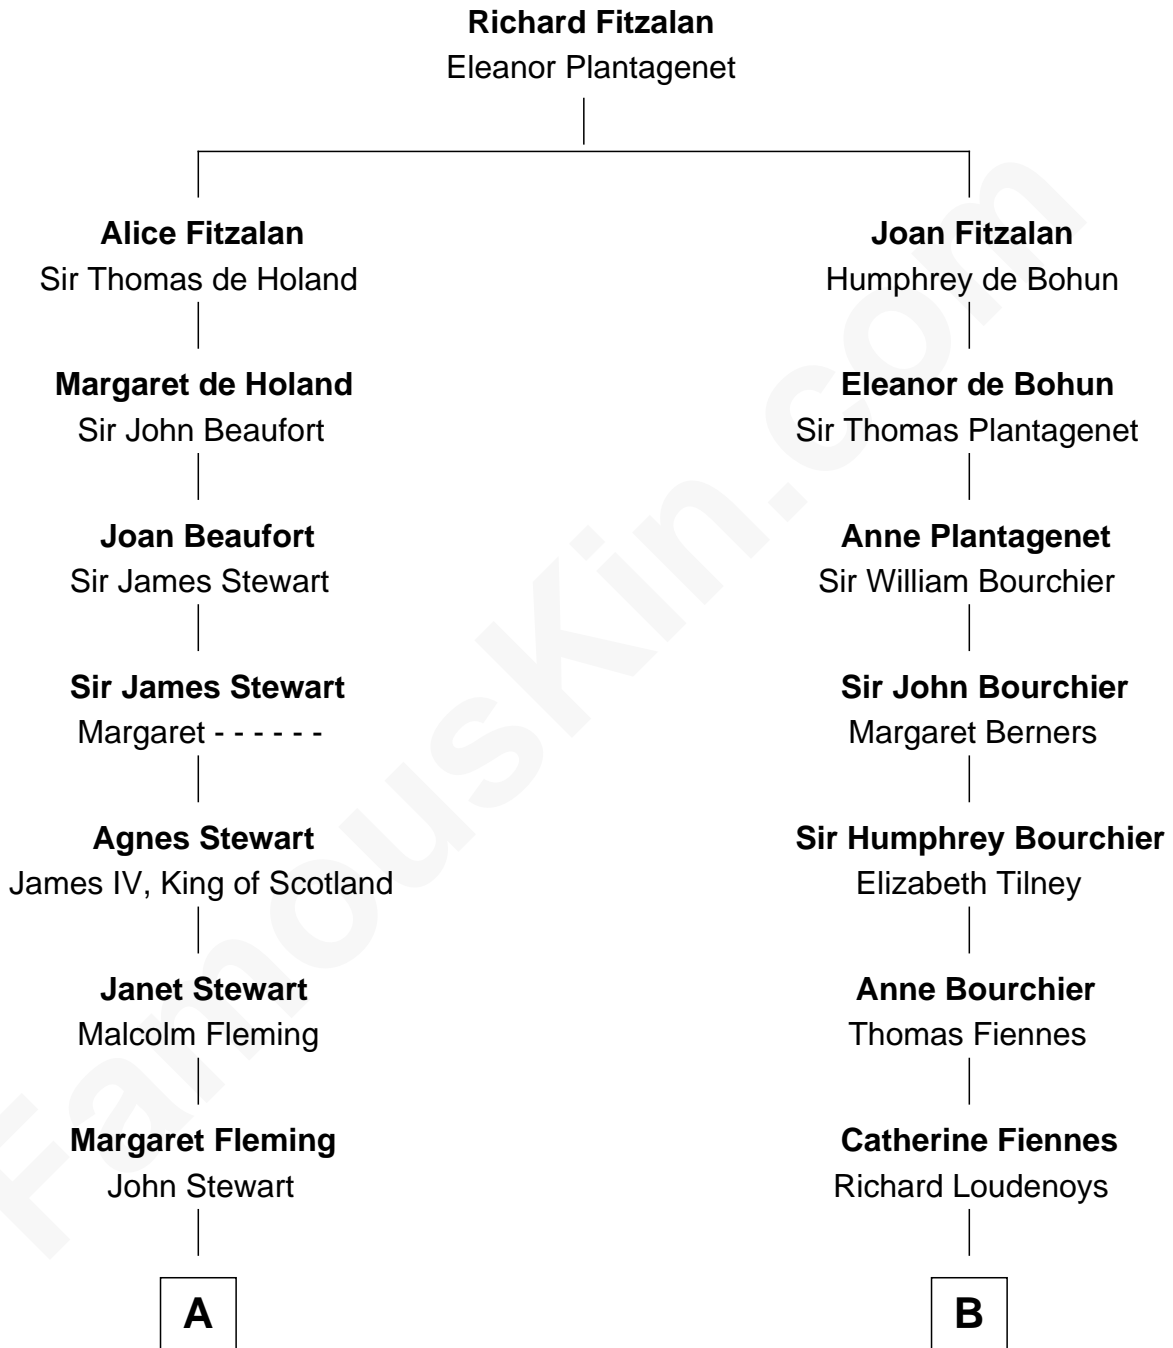 Richard Fitzalan
Eleanor Plantagenet
Alice Fitzalan
Sir Thomas de Holand
Joan Fitzalan
Humphrey de Bohun
Margaret de Holand
Sir John Beaufort
Eleanor de Bohun
Sir Thomas Plantagenet
Joan Beaufort
Sir James Stewart
Anne Plantagenet
Sir William Bourchier
Sir James Stewart
Margaret - - - - - -
Sir John Bourchier
Margaret Berners
Agnes Stewart
James IV, King of Scotland
Sir Humphrey Bourchier
Elizabeth Tilney
Janet Stewart
Malcolm Fleming
Anne Bourchier
Thomas Fiennes
Margaret Fleming
John Stewart
Catherine Fiennes
Richard Loudenoys
A
B
FamousKin.com